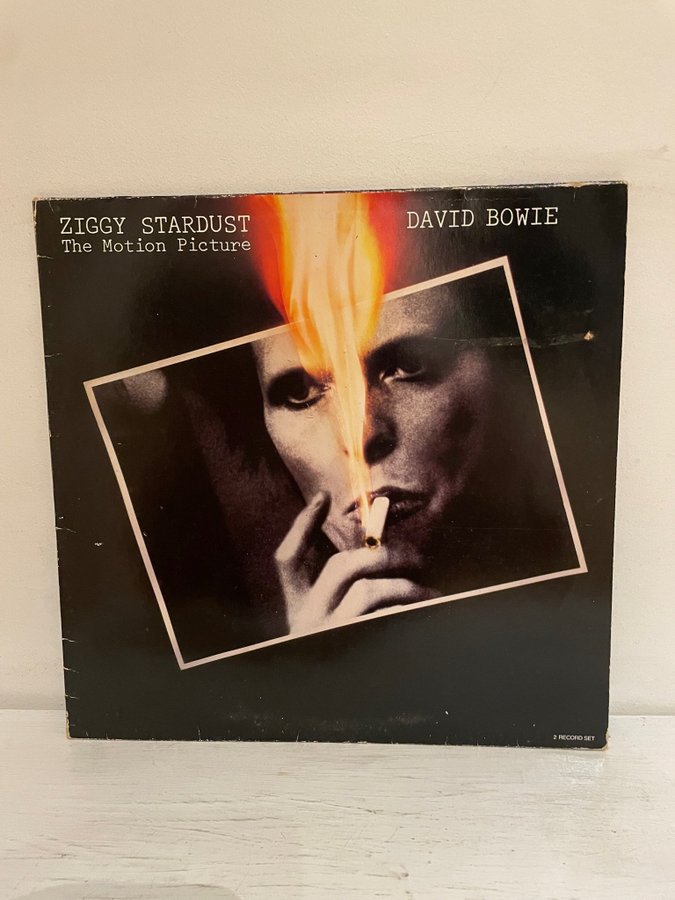 ZIGGY STARDUST
The Motion Picture
DAVID BOWIE
2 RECORD SET